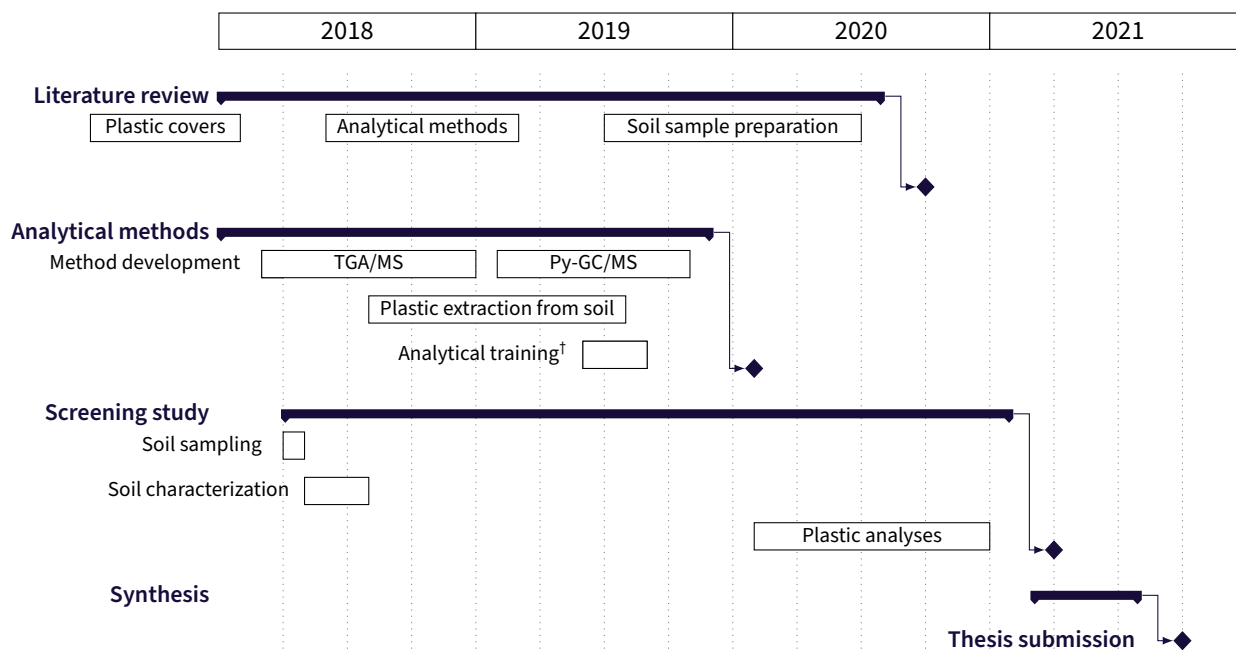 2018 2019 2020 2021
Literature review
Plastic covers Analytical methods Soil sample preparation
Analytical methods
Method development TGA/MS Py-GC/MS
Plastic extraction from soil
Analytical training†
Screening study
Soil sampling
Soil characterization
Plastic analyses
Synthesis
Thesis submission